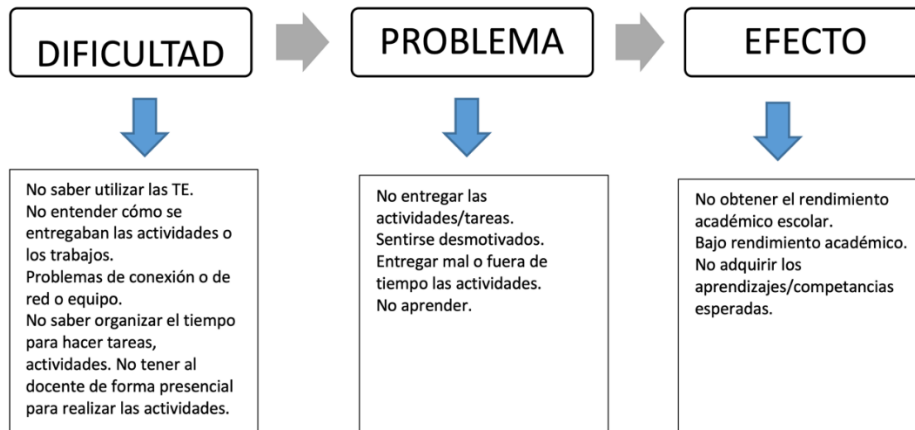 DIFICULTAD
PROBLEMA
EFECTO
No saber utilizar las TE.
No entender cómo se
entregaban las actividades o
los trabajos.
Problemas de conexión o de
red o equipo.
No saber organizar el tiempo
para hacer tareas,
actividades. No tener al
docente de forma presencial
para realizar las actividades.
No entregar las
actividades/tareas.
Sentirse desmotivados.
Entregar mal o fuera de
tiempo las actividades.
No aprender.
No obtener el rendimiento
académico escolar.
Bajo rendimiento académico.
No adquirir los
aprendizajes/competancias
esperadas.